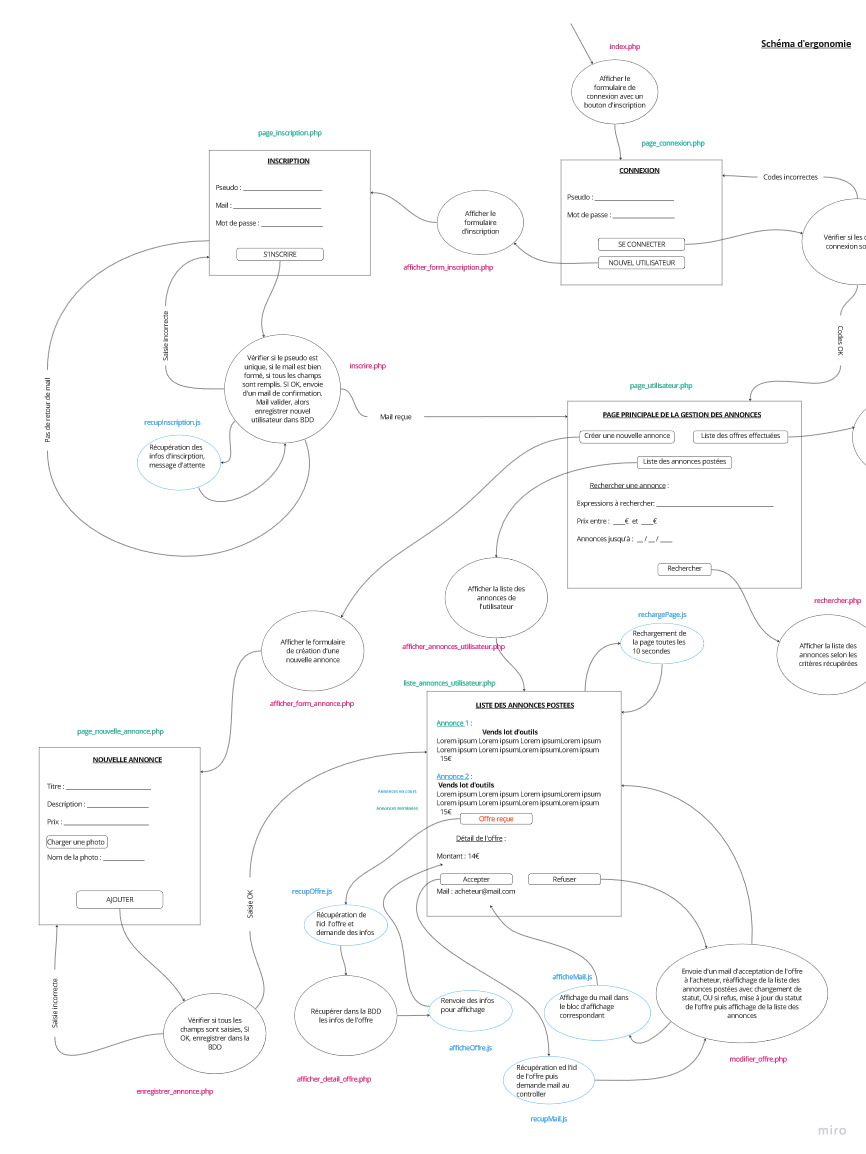 Schéma d'ergonomie
index.php
Afficher le
formulaire de
connexion avec un
bouton d'inscription
page_inscription.php
page_connexion.php
INSCRIPTION
Pseudo :
Mail :
Mot de passe :
S'INSCRIRE
Afficher le
formulaire
d'inscription
afficher_form_inscription.php
CONNEXION
Pseudo :
Mot de passe :
SE CONNECTER
NOUVEL UTILISATEUR
Codes incorrectes
Vérifier si les
connexion
Codes OK
Saisie incorrecte
Pas de retour de mail
Vérifier si le pseudo est
unique, si le mail est bien
formé, si tous les champs
sont remplis. SI OK, envoie
d'un mail de confirmation.
Mail valider, alors
enregistrer nouvel
utilisateur dans BDD
inscrire.php
recupInscription.js
Récupération des
infos d'inscirption,
message d'attente
Mail reçue
page_utilisateur.php
PAGE PRINCIPALE DE LA GESTION DES ANNONCES
Créer une nouvelle annonce
Liste des offres effectuées
Liste des annonces postées
Rechercher une annonce :
Expressions à rechercher:
Prix entre : ____€ et ____€
Annonces jusqu'à : __ / __ / ____
Rechercher
Afficher la liste des
annonces de
l'utilisateur
afficher_annonces_utilisateur.php
rechercher.php
Afficher la liste des
annonces selon les
critères récupérées
rechargePage.js
Rechargement de
la page toutes les
10 secondes
Afficher le formulaire
de création d'une
nouvelle annonce
afficher_form_annonce.php
liste_annonces_utilisateur.php
LISTE DES ANNONCES POSTEES
Annonce 1 :
Vends lot d'outils
Lorem ipsum Lorem ipsum Lorem ipsumLorem ipsum
Lorem ipsum Lorem ipsumLorem ipsumLorem ipsum
15€
Annonce 2 :
Vends lot d'outils
Lorem ipsum Lorem ipsum Lorem ipsumLorem ipsum
Lorem ipsum Lorem ipsumLorem ipsumLorem ipsum
15€
Offre reçue
Détail de l'offre :
Montant : 14€
Accepter
Refuser
Mail : acheteur@mail.com
Annonces en cours
Annonces terminées
page_nouvelle_annonce.php
NOUVELLE ANNONCE
Titre :
Description :
Prix :
Charger une photo
Nom de la photo :
AJOUTER
Saisie OK
Saisie incorrecte
Vérifier si tous les
champs sont saisies, SI
OK, enregistrer dans la
BDD
enregistrer_annonce.php
recupOffre.js
Récupération de
l'id l'offre et
demande des infos
Récupérer dans la BDD
les infos de l'offre
afficher_detail_offre.php
Renvoie des infos
pour affichage
afficheOffre.js
afficheMail.js
Affichage du mail dans
le bloc d'affichage
correspondant
Récupération ed l'id
de l'offre puis
demande mail au
controller
recupMail.js
Envoie d'un mail d'acceptation de l'offre
à l'acheteur, réaffichage de la liste des
annonces postées avec changement de
statut, OU si refus, mise à jour du statut
de l'offre puis affichage de la liste des
annonces
modifier_offre.php
miro